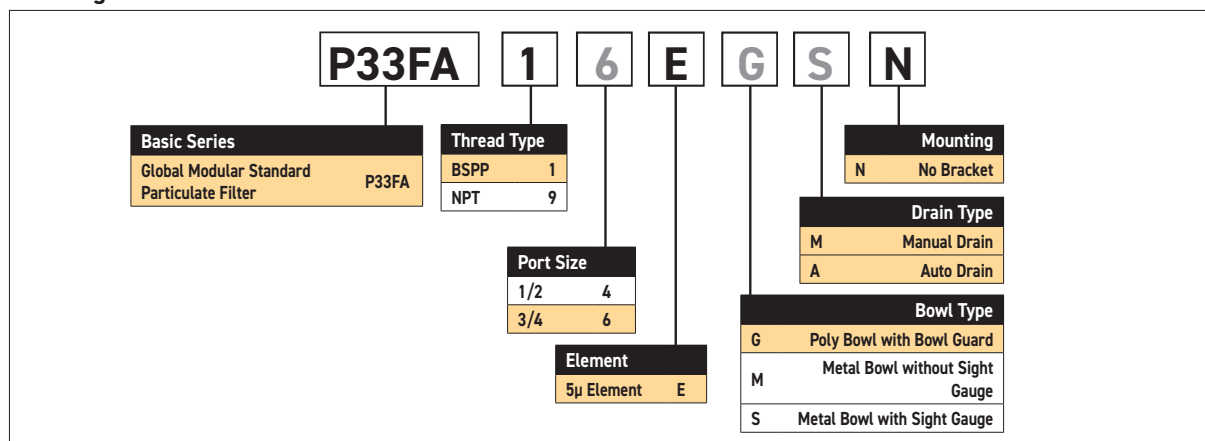 P33FA 1 6 E G S N
Basic Series
Global Modular Standard
Particulate Filter P33FA
Thread Type
BSPP 1
NPT 9
Mounting
N No Bracket
Drain Type
M Manual Drain
A Auto Drain
Port Size
1/2 4
3/4 6
Bowl Type
G Poly Bowl with Bowl Guard
M Metal Bowl without Sight
Gauge
S Metal Bowl with Sight Gauge
Element
5µ Element E